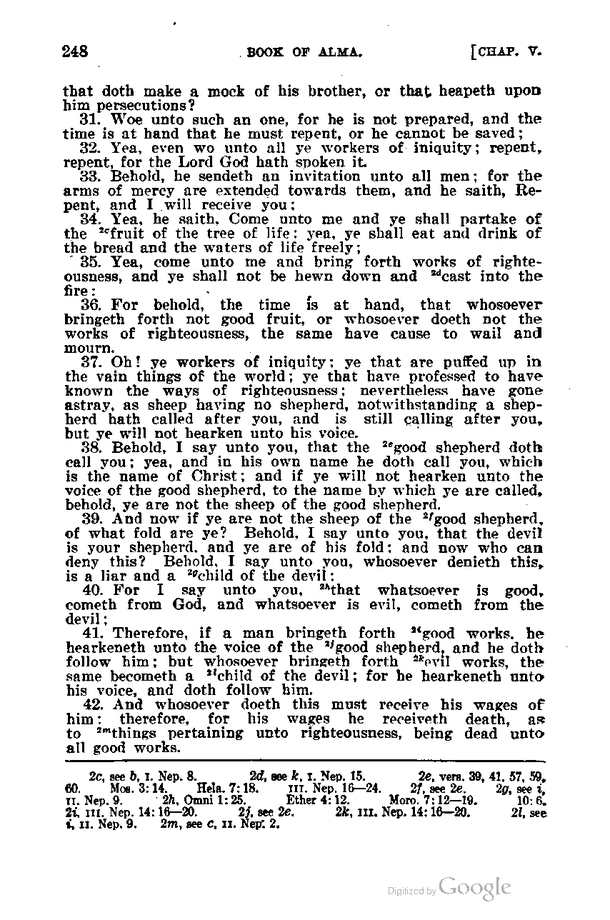 248 BOOK OF ALMA. [CHAP. V.
that doth make a mock of his brother, or that heapeth upon
him persecutions?
31. Woe unto such an one, for he is not prepared, and the
time is at hand that he must repent, or he cannot be saved;
32. Yea, even wo unto all ye workers of iniquity; repent,
repent, for the Lord God hath spoken it.
33. Behold, he sendeth an invitation unto all men; for the
arms of mercy are extended towards them, and he saith, Re-
pent, and I will receive you:
34. Yea, he saith, Come unto me and ye shall partake of
the 2cfruit of the tree of life: yea, ye shall eat and drink of
the bread and the waters of life freely;
35. Yea, come unto me and bring forth works of righte-
ousness, and ye shall not be hewn down and 2dcast into the
fire:
36. For behold, the time is at hand, that whosoever
bringeth forth not good fruit, or whosoever doeth not the
works of righteousness, the same have cause to wail and
mourn.
37. Oh! ye workers of iniquity; ye that are puffed up in
the vain things of the world; ye that have professed to have
known the ways of righteousness; nevertheless have gone
astray, as sheep having no shepherd, notwithstanding a shep-
herd hath called after you, and is still calling after you,
but ye will not hearken unto his voice.
38. Behold, I say unto you, that the 2egood shepherd doth
call you; yea, and in his own name he doth call you, which
is the name of Christ; and if ye will not hearken unto the
voice of the good shepherd, to the name by which ye are called,
behold, ye are not the sheep of the good shepherd.
39. And now if ye are not the sheep of the 2fgood shepherd,
of what fold are ye? Behold, I say unto you, that the devil
is your shepherd, and ye are of his fold; and now who can
deny this? Behold, I say unto you, whosoever denieth this,
is a liar and a 2gchild of the devil;
40. For I say unto you, 2hthat whatsoever is good,
cometh from God, and whatsoever is evil, cometh from the
devil;
41. Therefore, if a man bringeth forth 2igood works, he
hearkeneth unto the voice of the 2jgood shepherd, and he doth
follow him; but whosoever bringeth forth 2kevil works, the
same becometh a 2lchild of the devil; for he hearkeneth unto
his voice, and doth follow him.
42. And whosoever doeth this must receive his wages of
him; therefore, for his wages he receiveth death, as
to 2mthings pertaining unto righteousness, being dead unto
all good works.
2c, see b, I. Nep. 8. 2d, see k, I. Nep. 15. 2e, vers. 39, 41, 57, 59,
60. Mos. 3:14. Hela. 7:18. III. Nep. 16—24. 2f, see 2e. 2g, see i,
II. Nep. 9. 2h, Omni 1:25. Ether 4:12. Moro. 7:12—19. 10:6.
2i, III. Nep. 14:16—20. 2j, see 2e. 2k, III. Nep. 14:16—20. 2l, see
i, II. Nep. 9. 2m, see c, II. Nep. 2.
Digitized by Google